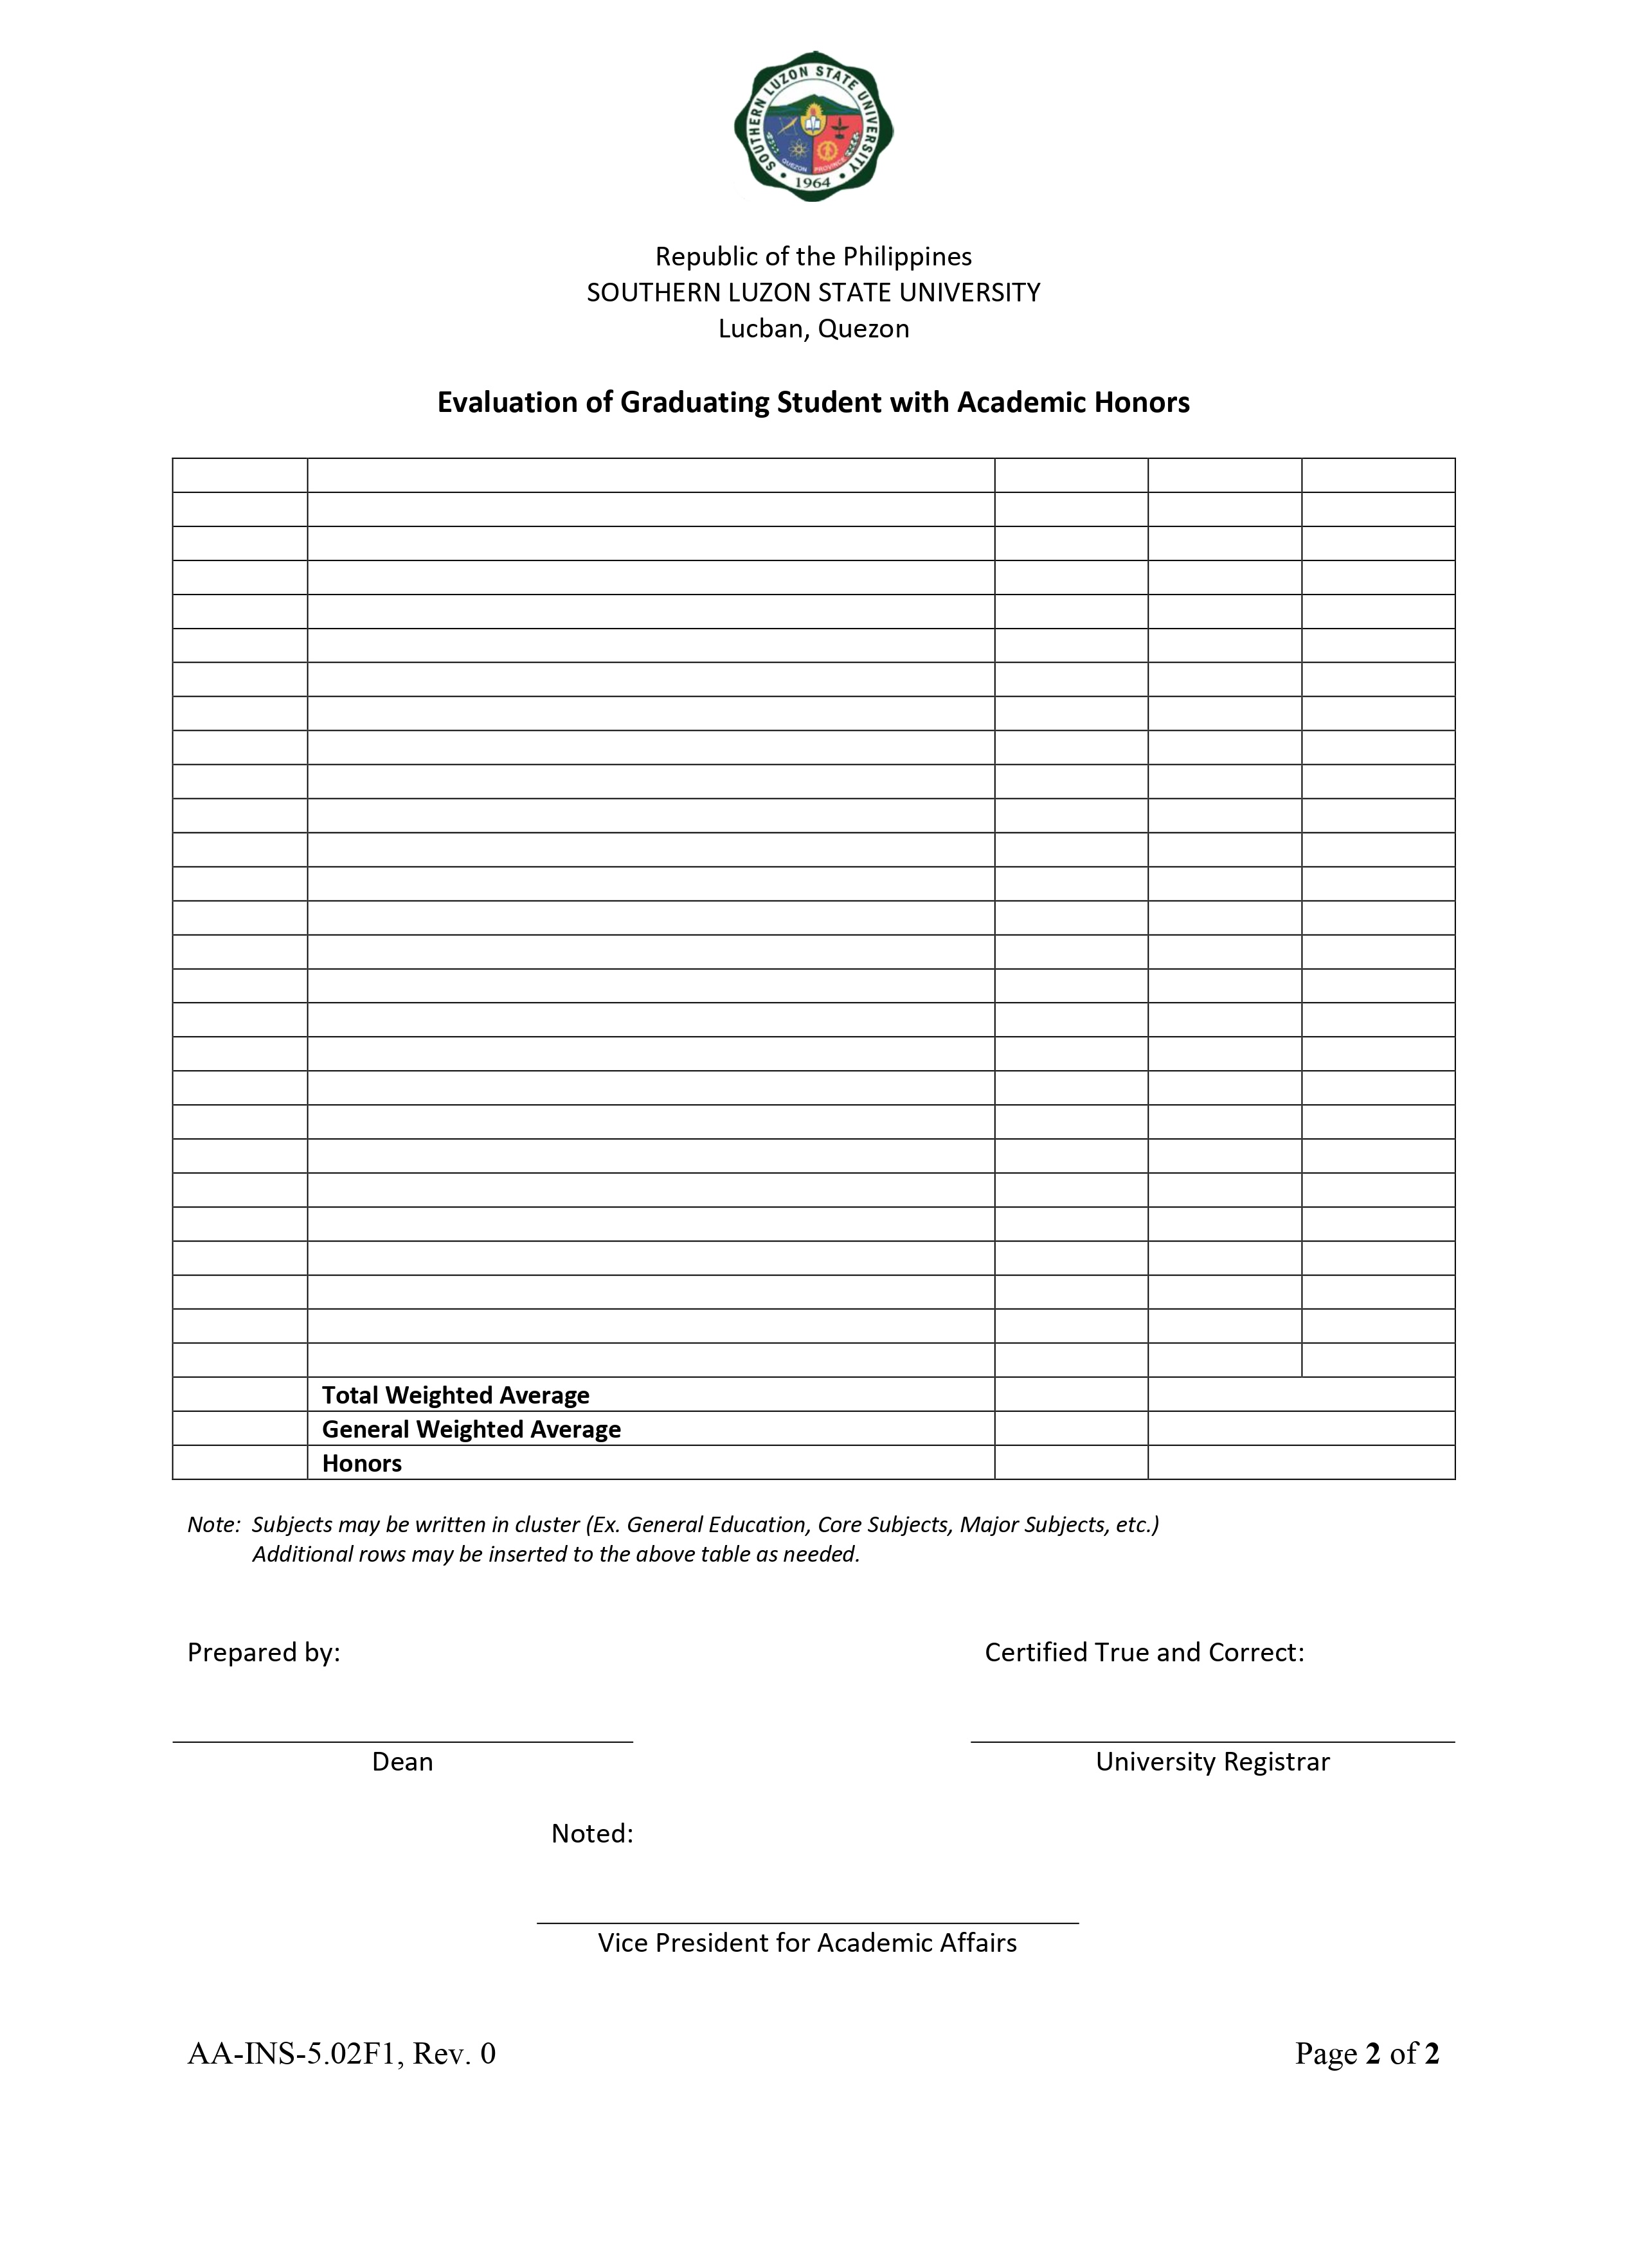 SOUTHERN LUZON STATE UNIVERSITY
QUEZON PROVINCE
• 1964 •
Republic of the Philippines
SOUTHERN LUZON STATE UNIVERSITY
Lucban, Quezon
Evaluation of Graduating Student with Academic Honors
Total Weighted Average
General Weighted Average
Honors
Note: Subjects may be written in cluster (Ex. General Education, Core Subjects, Major Subjects, etc.)
Additional rows may be inserted to the above table as needed.
Prepared by: Certified True and Correct:
Dean University Registrar
Noted:
Vice President for Academic Affairs
AA-INS-5.02F1, Rev. 0 Page 2 of 2